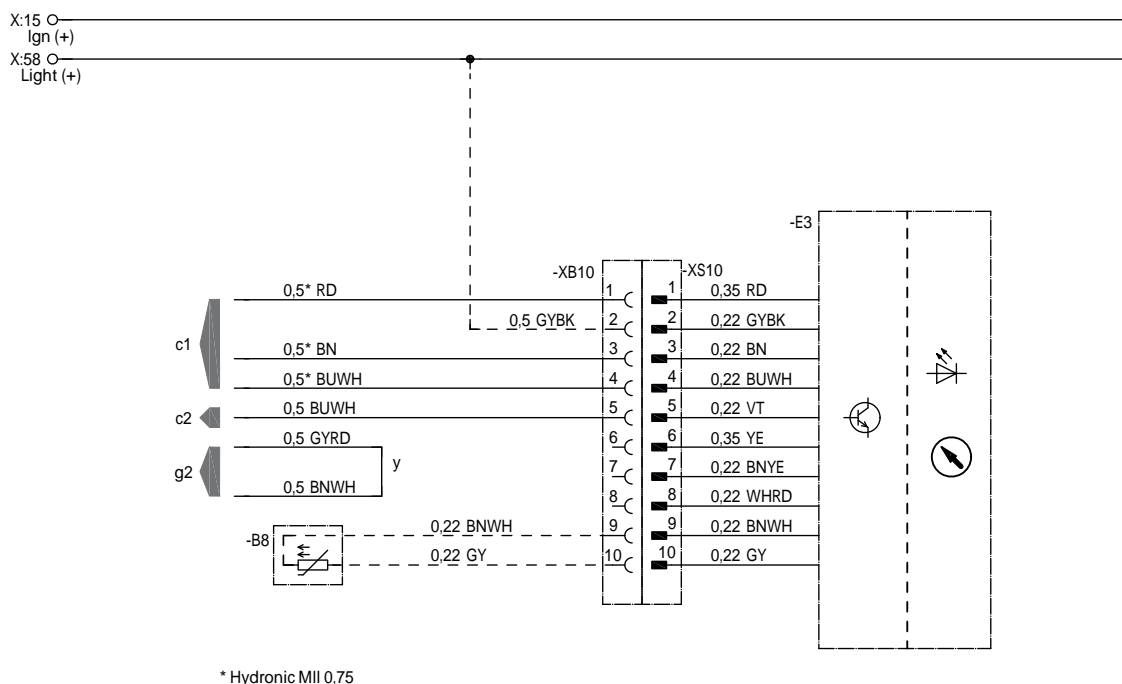 X:15
Ign (+)
X:58
Light (+)
-E3
-XB10 -XS10
0,5* RD 1 1 0,35 RD
0,5 GYBK 2 2 0,22 GYBK
c1
0,5* BN 3 3 0,22 BN
0,5* BUWH 4 4 0,22 BUWH
c2 0,5 BUWH 5 5 0,22 VT
0,5 GYRD 6 6 0,35 YE
g2 y 7 7 0,22 BNYE
0,5 BNWH 8 8 0,22 WHRD
-B8 0,22 BNWH 9 9 0,22 BNWH
0,22 GY 10 10 0,22 GY
* Hydronic MII 0,75